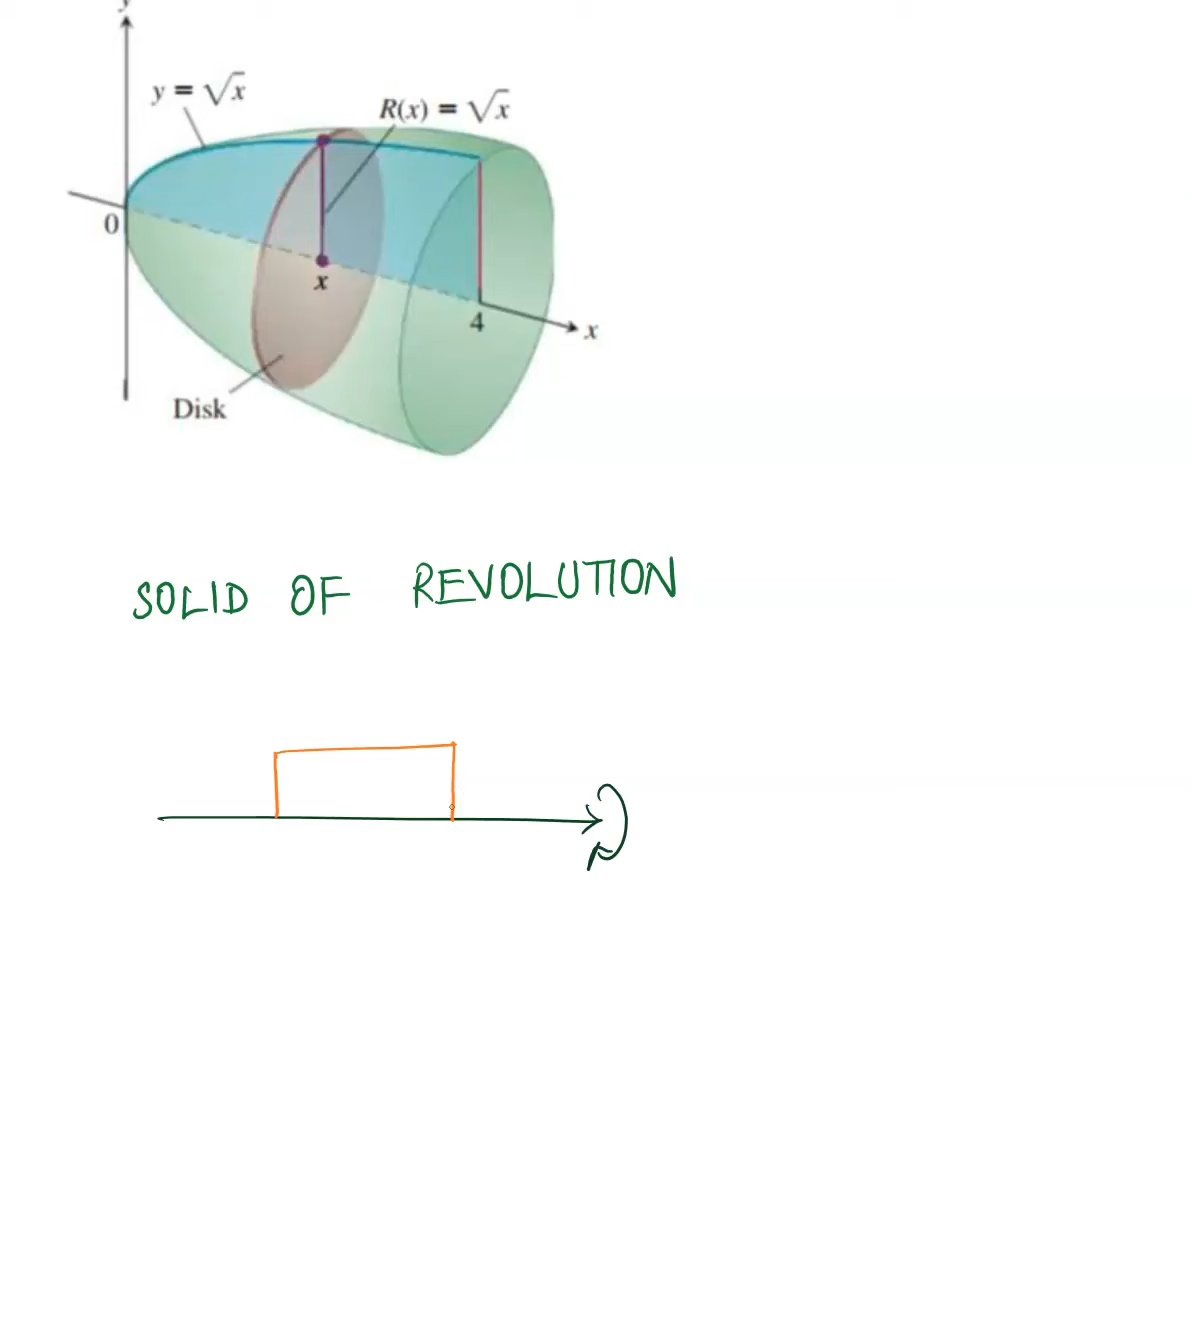 y
y = √x
R(x) = √x
0
x
4
x
Disk
SOLID OF REVOLUTION